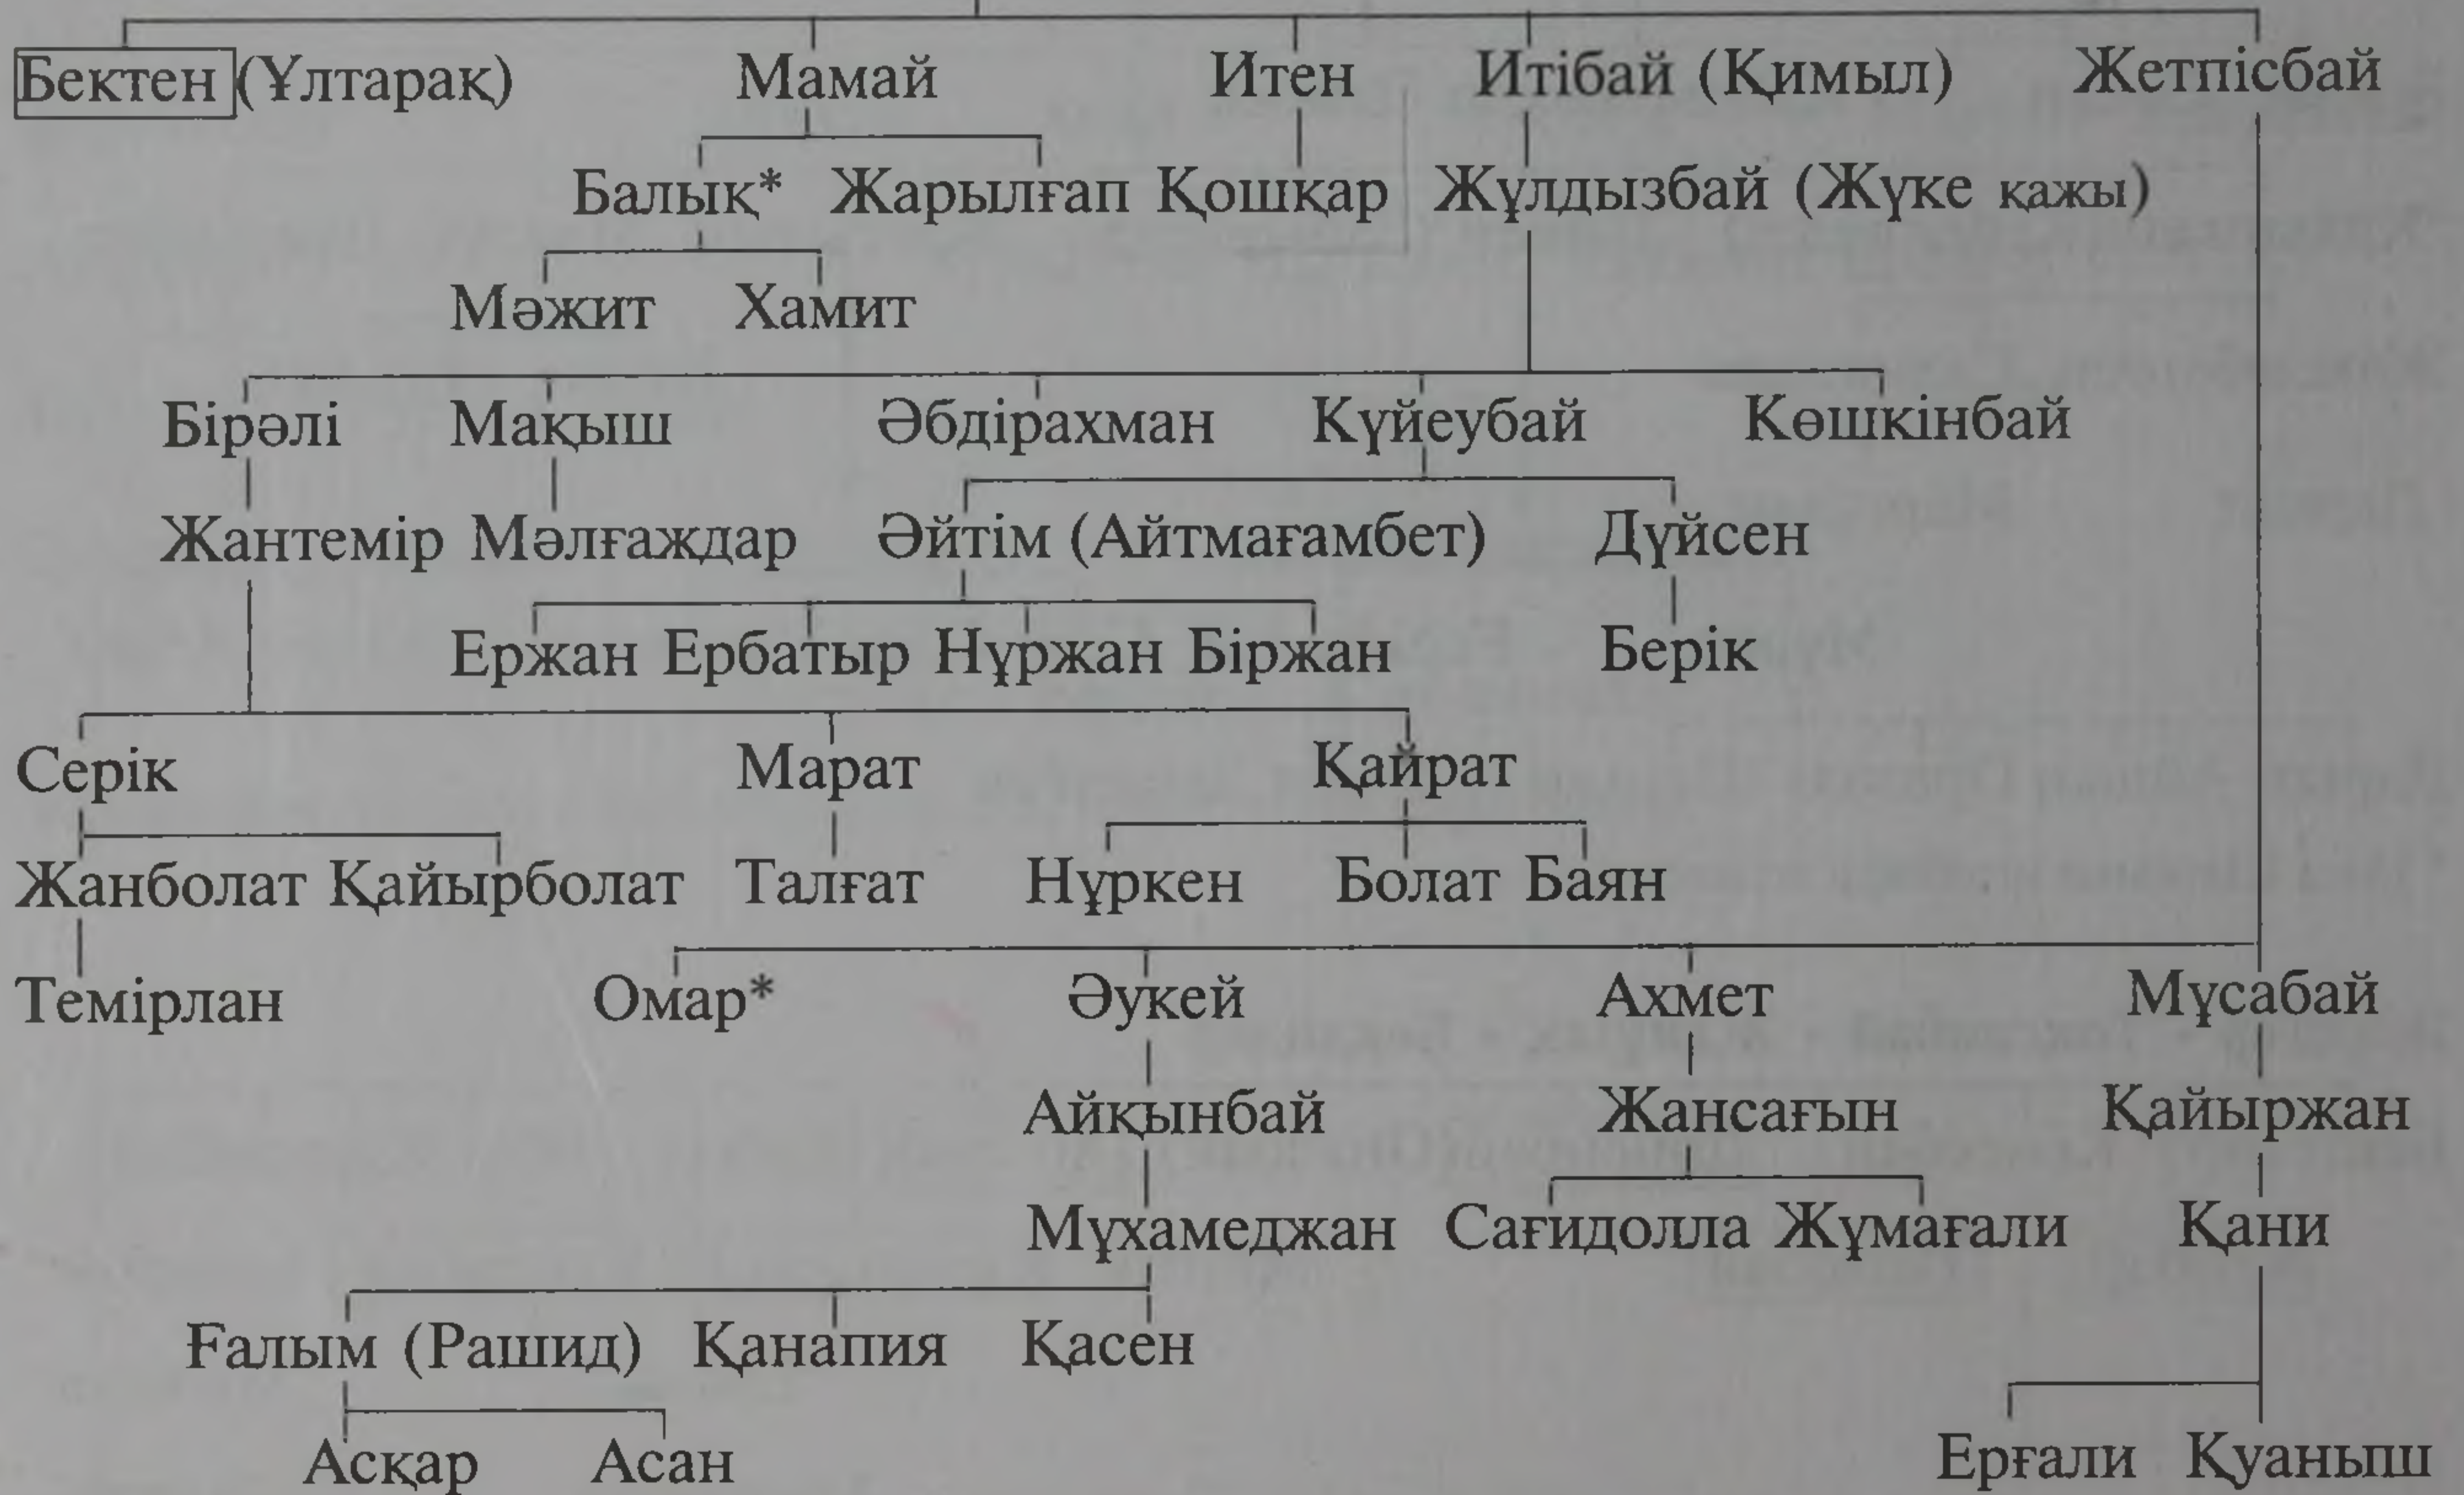 Бектен (Ұлтарақ) Мамай Итен Итібай (Қимыл) Жетпісбай
Балық* Жарылғап Қошқар Жұлдызбай (Жүке қажы)
Мәжит Хамит
Бірәлі Мақыш Әбдірахман Күйеубай Көшкінбай
Жантемір Мәлғаждар Әйтім (Айтмағамбет) Дүйсен
Ержан Ербатыр Нұржан Біржан Берік
Серік Марат Қайрат
Жанболат Қайырболат Талғат Нұркен Болат Баян
Темірлан Омар* Әукей Ахмет Мұсабай
Айқынбай Жансағын Қайыржан
Мұхамеджан Сағидолла Жұмағали Қани
Ғалым (Рашид) Қанапия Қасен
Асқар Асан Ерғали Қуаныш